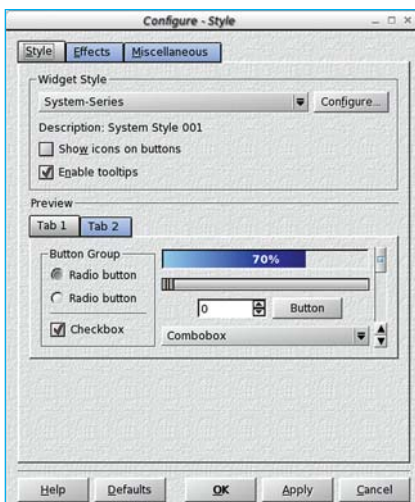 Configure - Style
Style Effects Miscellaneous
Widget Style
System-Series Configure...
Description: System Style 001
Show icons on buttons
Enable tooltips
Preview
Tab 1 Tab 2
Button Group
70%
Radio button
Radio button
0 Button
Checkbox
Combobox
Help Defaults OK Apply Cancel